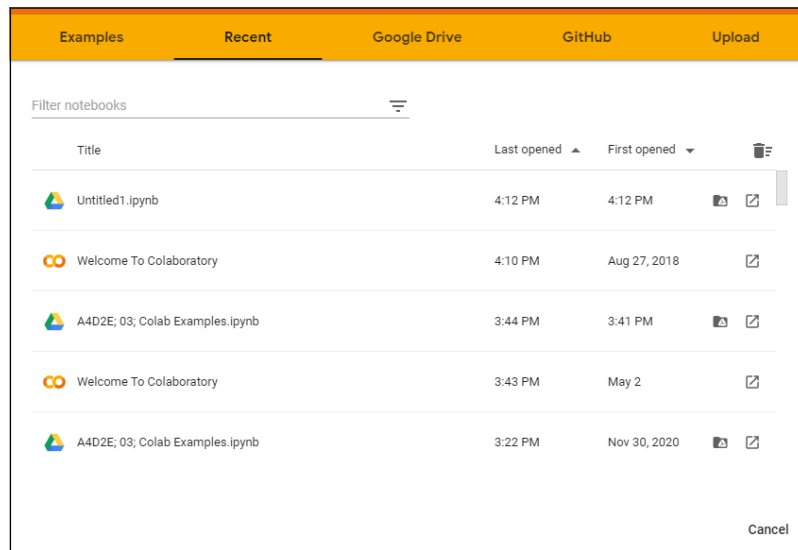 Examples Recent Google Drive GitHub Upload
Filter notebooks
Title Last opened First opened
Untitled1.ipynb 4:12 PM 4:12 PM
Welcome To Colaboratory 4:10 PM Aug 27, 2018
A4D2E; 03; Colab Examples.ipynb 3:44 PM 3:41 PM
Welcome To Colaboratory 3:43 PM May 2
A4D2E; 03; Colab Examples.ipynb 3:22 PM Nov 30, 2020
Cancel